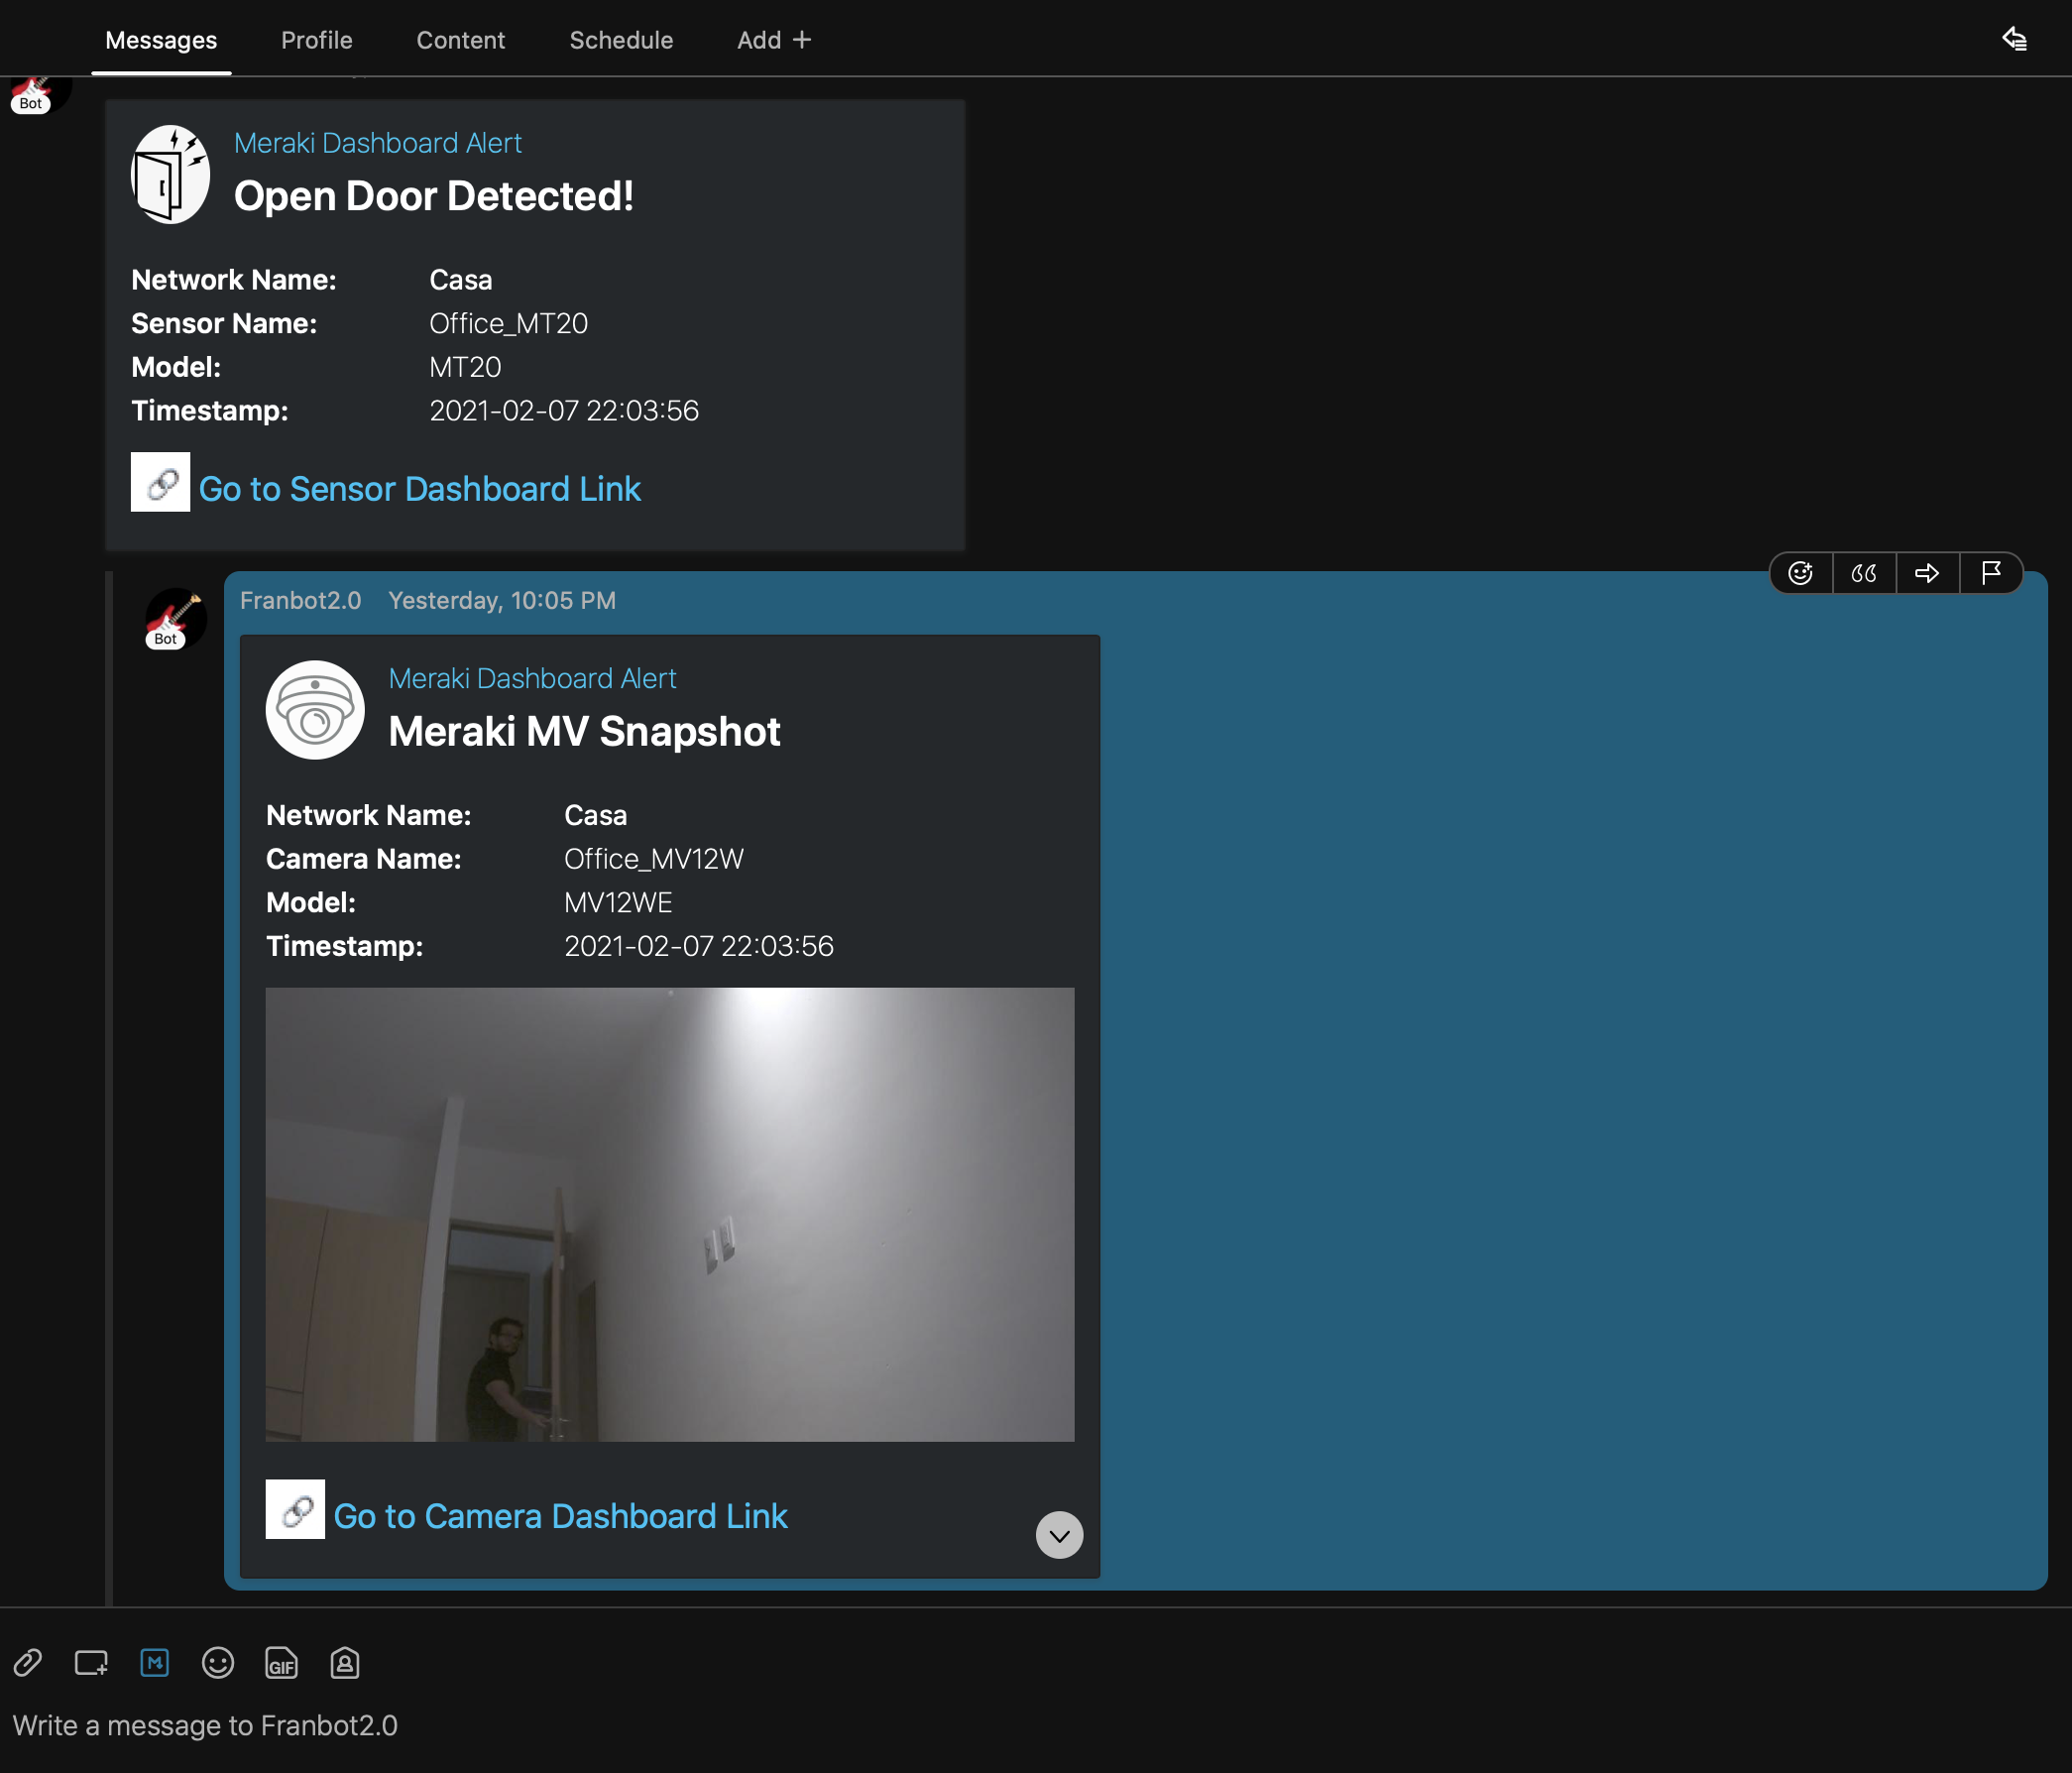 Messages Profile Content Schedule Add +
Bot
Meraki Dashboard Alert
Open Door Detected!
Network Name: Casa
Sensor Name: Office_MT20
Model: MT20
Timestamp: 2021-02-07 22:03:56
Go to Sensor Dashboard Link
Bot
Franbot2.0 Yesterday, 10:05 PM
Meraki Dashboard Alert
Meraki MV Snapshot
Network Name: Casa
Camera Name: Office_MV12W
Model: MV12WE
Timestamp: 2021-02-07 22:03:56
Go to Camera Dashboard Link
M GIF
Write a message to Franbot2.0